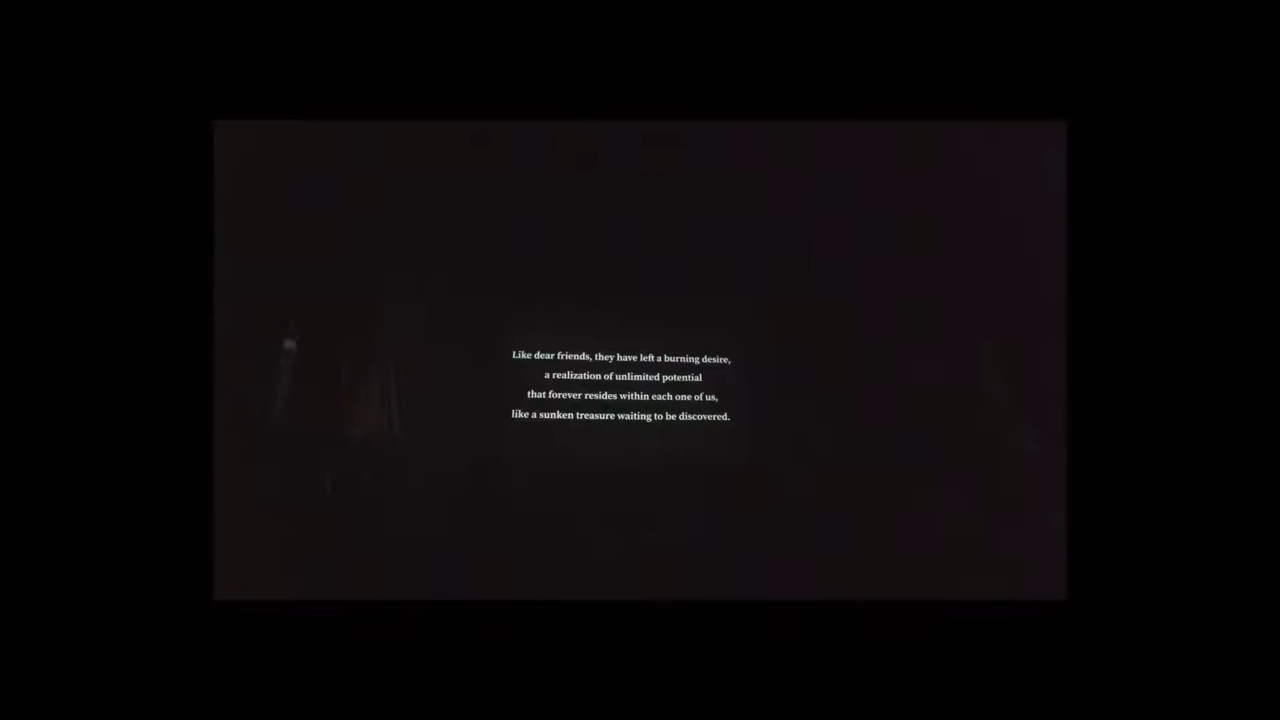 Like dear friends, they have left a burning desire,
a realization of unlimited potential
that forever resides within each one of us,
like a sunken treasure waiting to be discovered.